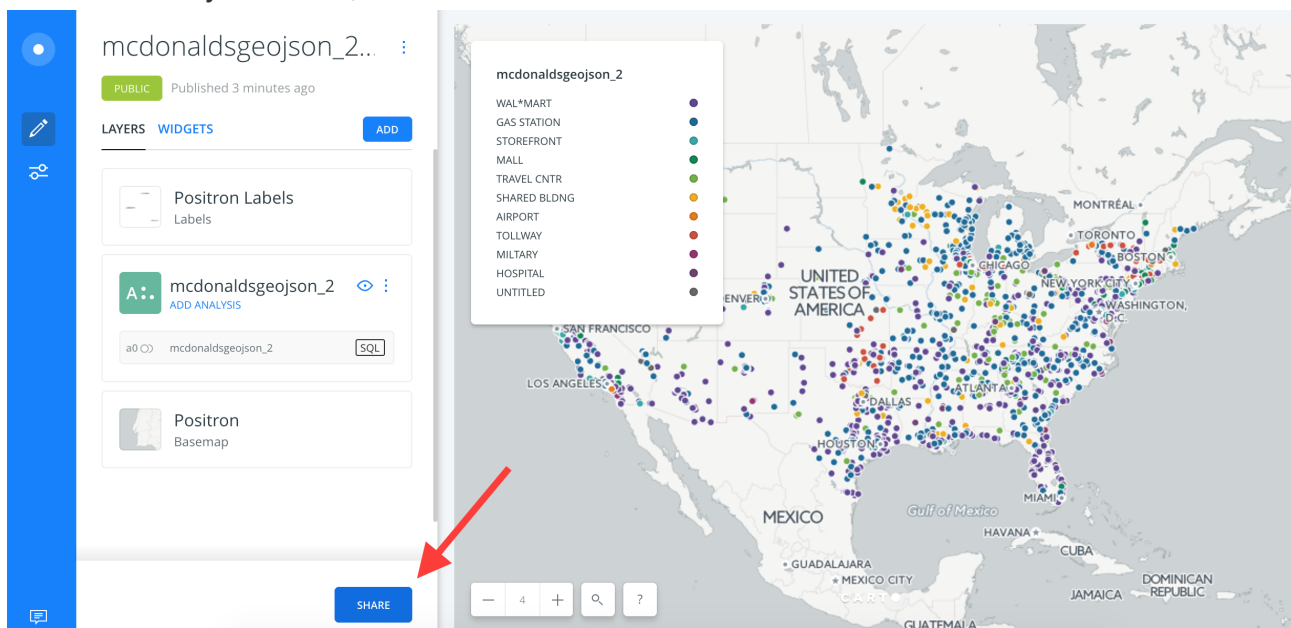 mcdonaldsgeojson_2...
PUBLIC
Published 3 minutes ago
LAYERS
WIDGETS
ADD
Positron Labels
Labels
A
mcdonaldsgeojson_2
ADD ANALYSIS
a0
mcdonaldsgeojson_2
SQL
Positron
Basemap
SHARE
mcdonaldsgeojson_2
WAL*MART
GAS STATION
STOREFRONT
MALL
TRAVEL CNTR
SHARED BLDNG
AIRPORT
TOLLWAY
MILTARY
HOSPITAL
UNTITLED
MONTRÉAL
TORONTO
BOSTON
CHICAGO
NEW YORK CITY
UNITED
STATES OF
AMERICA
ENVER
WASHINGTON,
D.C.
SAN FRANCISCO
LOS ANGELES
ATLANTA
DALLAS
HOUSTON
MIAMI
Gulf of Mexico
MEXICO
HAVANA
CUBA
GUADALAJARA
MEXICO CITY
CARTO
DOMINICAN
REPUBLIC
JAMAICA
GUATEMALA
4
?